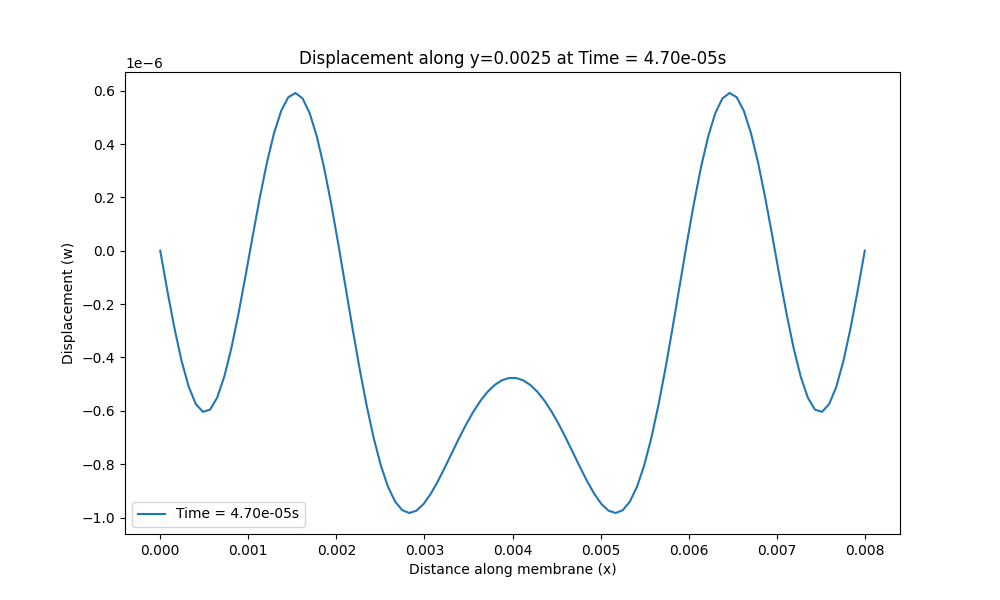 Displacement along y=0.0025 at Time = 4.70e-05s
1e−6
0.6
0.4
0.2
0.0
−0.2
−0.4
−0.6
−0.8
−1.0
Displacement (w)
Time = 4.70e-05s
0.000 0.001 0.002 0.003 0.004 0.005 0.006 0.007 0.008
Distance along membrane (x)